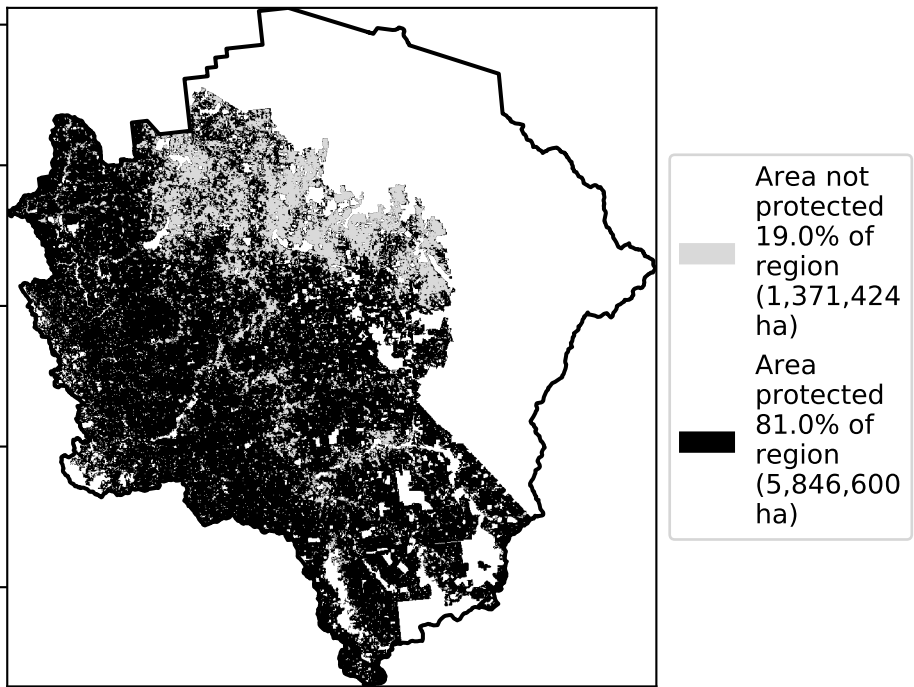 Area not
protected
19.0% of
region
(1,371,424
ha)
Area
protected
81.0% of
region
(5,846,600
ha)